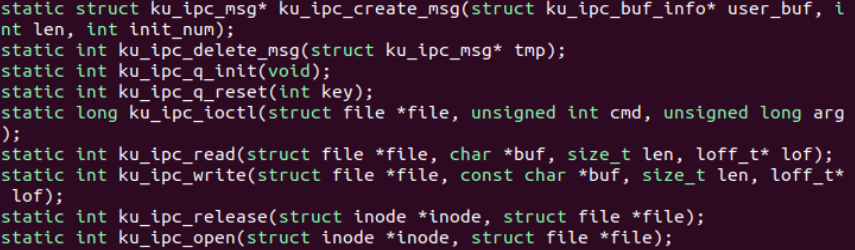 static struct ku_ipc_msg* ku_ipc_create_msg(struct ku_ipc_buf_info* user_buf, i
nt len, int init_num);
static int ku_ipc_delete_msg(struct ku_ipc_msg* tmp);
static int ku_ipc_q_init(void);
static int ku_ipc_q_reset(int key);
static long ku_ipc_ioctl(struct file *file, unsigned int cmd, unsigned long arg
);
static int ku_ipc_read(struct file *file, char *buf, size_t len, loff_t* lof);
static int ku_ipc_write(struct file *file, const char *buf, size_t len, loff_t*
 lof);
static int ku_ipc_release(struct inode *inode, struct file *file);
static int ku_ipc_open(struct inode *inode, struct file *file);